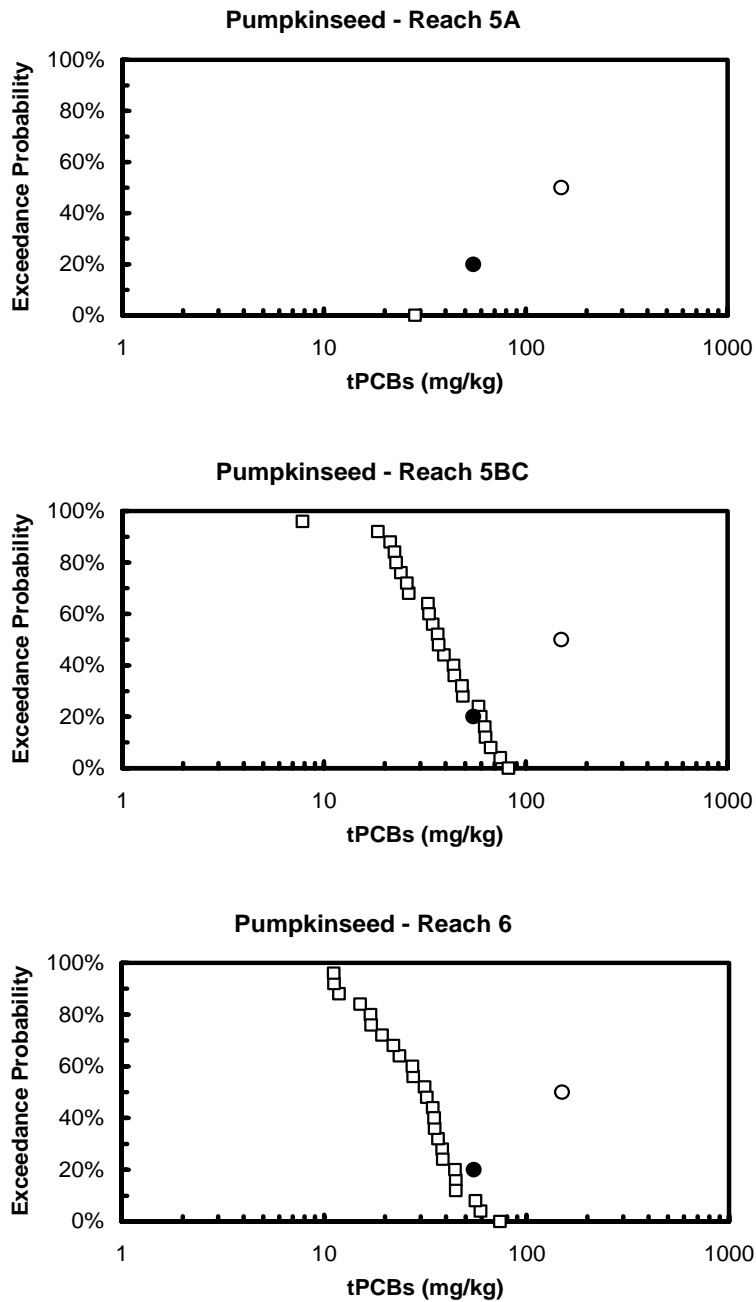 Pumpkinseed - Reach 5A
100%
80%
60%
40%
20%
0%
Exceedance Probability
1 10 100 1000
tPCBs (mg/kg)
Pumpkinseed - Reach 5BC
100%
80%
60%
40%
20%
0%
Exceedance Probability
1 10 100 1000
tPCBs (mg/kg)
Pumpkinseed - Reach 6
100%
80%
60%
40%
20%
0%
Exceedance Probability
1 10 100 1000
tPCBs (mg/kg)